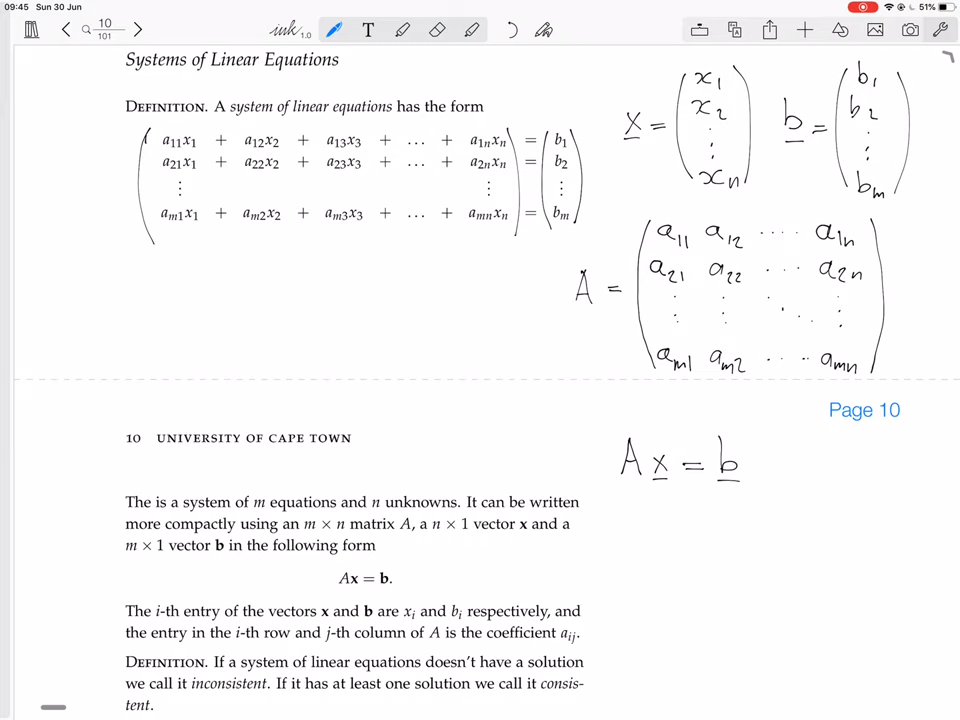 09:45 Sun 30 Jun 51%
10
101
ink 1.0 T
Systems of Linear Equations
DEFINITION. A system of linear equations has the form
a11x1 + a12x2 + a13x3 + ... + a1nxn = b1
a21x1 + a22x2 + a23x3 + ... + a2nxn = b2
⋮ ⋮ ⋮
am1x1 + am2x2 + am3x3 + ... + amnxn = bm
x = (x1 x2 ⋮ xn) b = (b1 b2 ⋮ bm)
A = (a11 a12 .... a1n
a21 a22 ... a2n
⋮ ⋮ ⋱ ⋮
am1 am2 .... amn)
Page 10
10 UNIVERSITY OF CAPE TOWN
Ax = b
The is a system of m equations and n unknowns. It can be written
more compactly using an m × n matrix A, a n × 1 vector x and a
m × 1 vector b in the following form
Ax = b.
The i-th entry of the vectors x and b are xi and bi respectively, and
the entry in the i-th row and j-th column of A is the coefficient aij.
DEFINITION. If a system of linear equations doesn't have a solution
we call it inconsistent. If it has at least one solution we call it consis-
tent.